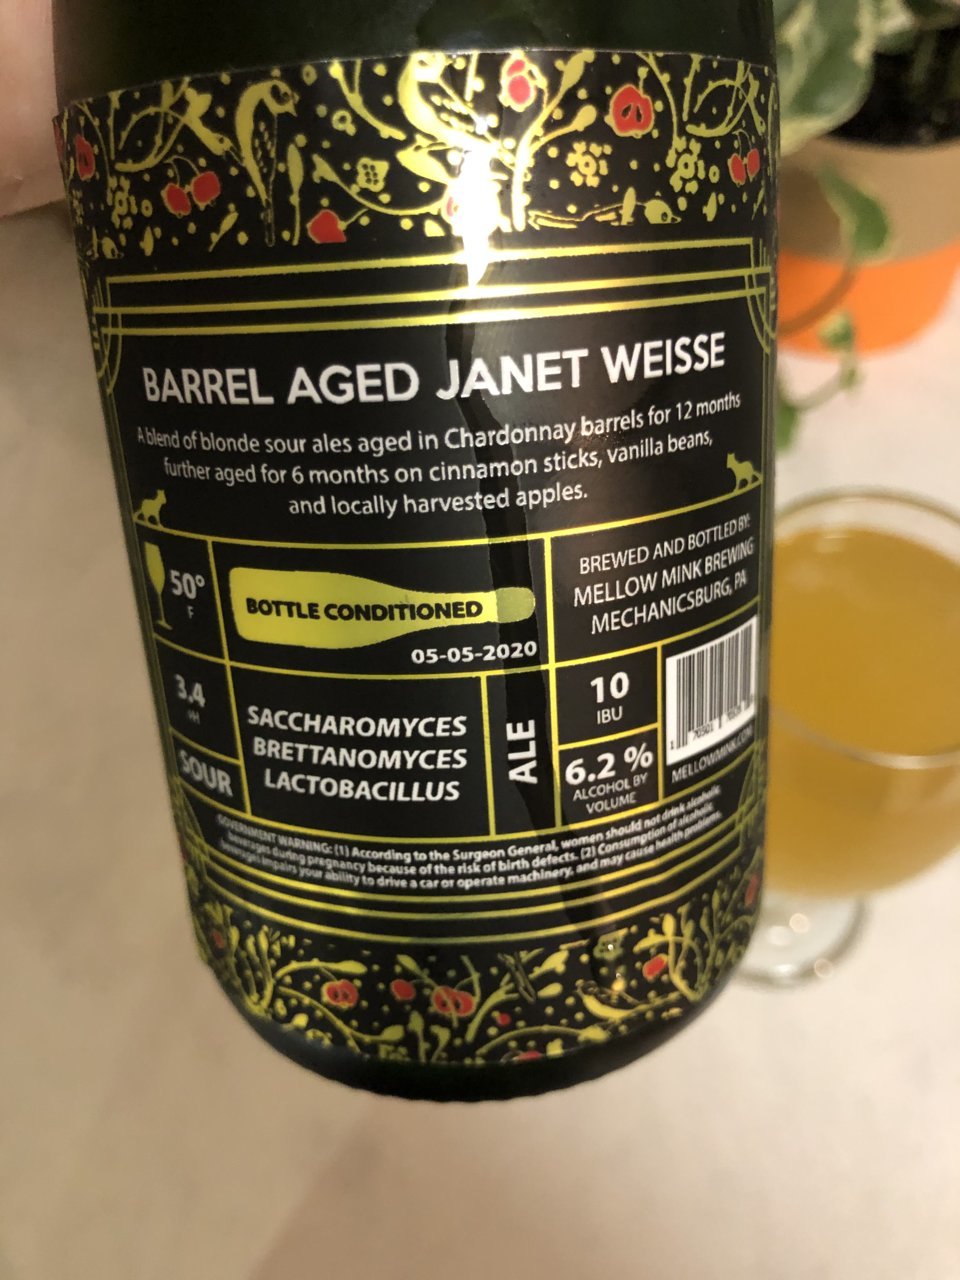 BARREL AGED JANET WEISSE
A blend of blonde sour ales aged in Chardonnay barrels for 12 months
further aged for 6 months on cinnamon sticks, vanilla beans,
and locally harvested apples.
50°
F
BOTTLE CONDITIONED
05-05-2020
BREWED AND BOTTLED BY:
MELLOW MINK BREWING
MECHANICSBURG, PA
3.4
PH
SOUR
SACCHAROMYCES
BRETTANOMYCES
LACTOBACILLUS
ALE
10
IBU
6.2 %
ALCOHOL BY
VOLUME
MELLOWMINK.COM
GOVERNMENT WARNING: (1) According to the Surgeon General, women should not drink alcoholic
beverages during pregnancy because of the risk of birth defects. (2) Consumption of alcoholic
beverages impairs your ability to drive a car or operate machinery, and may cause health problems.